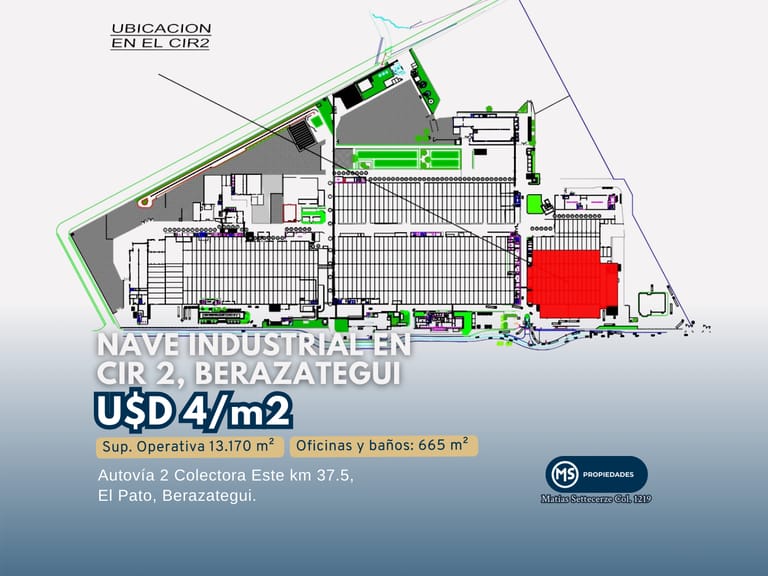 UBICACION
EN EL CIR2
NAVE INDUSTRIAL EN
CIR 2, BERAZATEGUI
U$D 4/m2
Sup. Operativa 13.170 m² Oficinas y baños: 665 m²
Autovía 2 Colectora Este km 37.5,
El Pato, Berazategui.
MS PROPIEDADES
Matías Settecerze Col. 1219